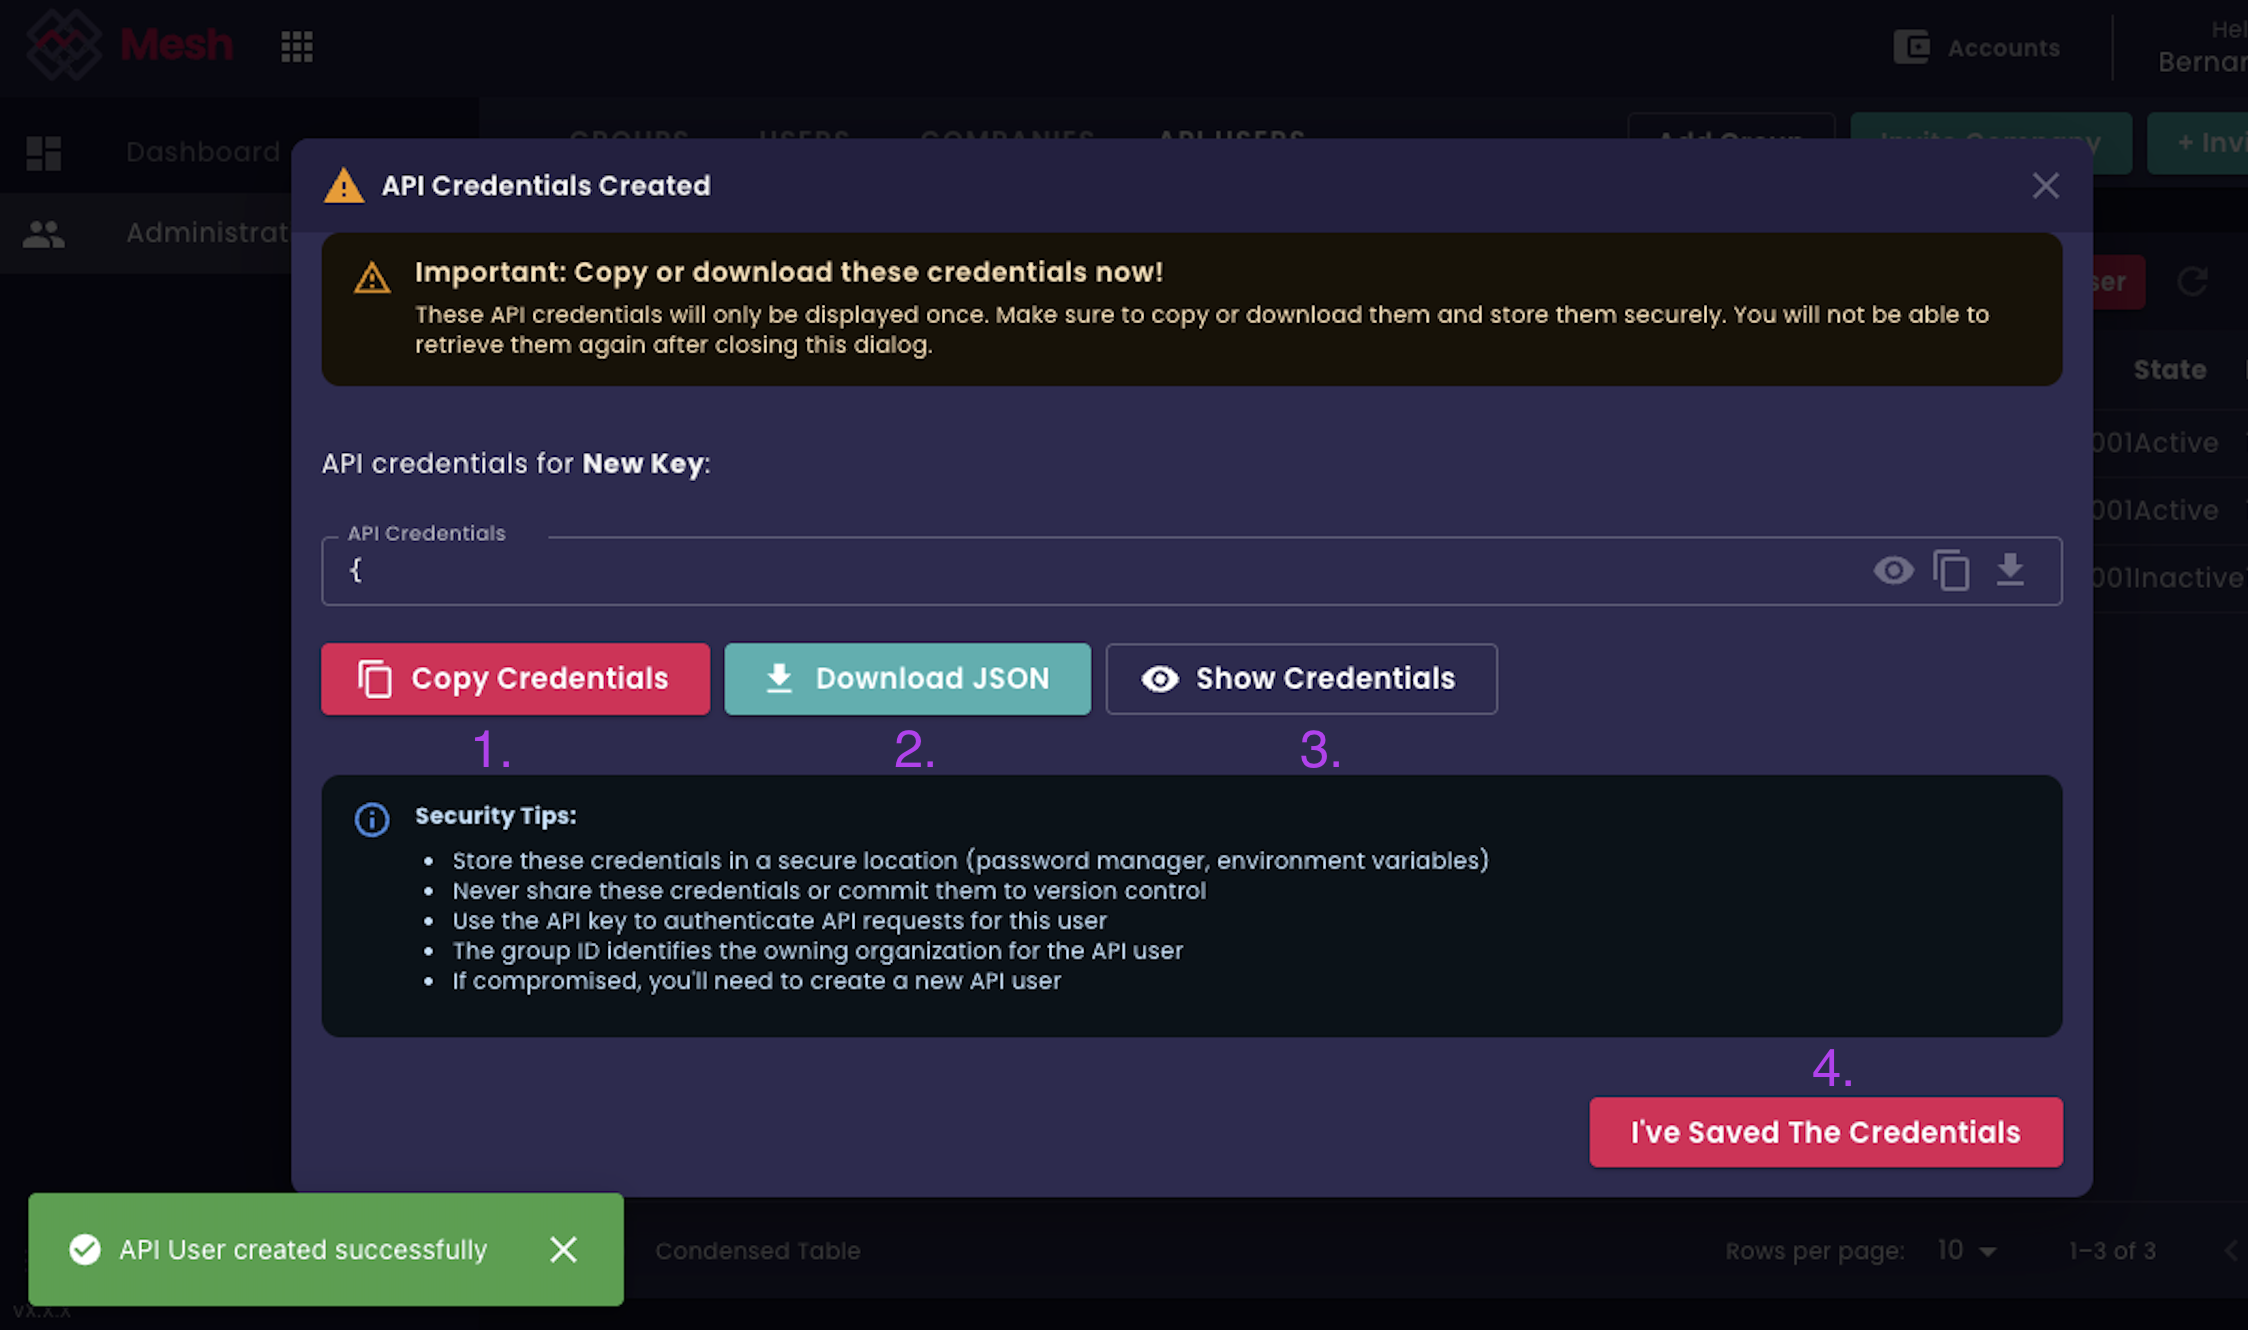 Mesh
Accounts
Hel
Bernar
Dashboard
GROUPS USERS COMPANIES API USERS
Add Group
Invite Company
+ Invi
Administrat
API Credentials Created
Important: Copy or download these credentials now!
These API credentials will only be displayed once. Make sure to copy or download them and store them securely. You will not be able to
retrieve them again after closing this dialog.
ser
State
001Active
001Active
001Inactive
API credentials for New Key:
API Credentials
{
Copy Credentials
Download JSON
Show Credentials
1.
2.
3.
Security Tips:
• Store these credentials in a secure location (password manager, environment variables)
• Never share these credentials or commit them to version control
• Use the API key to authenticate API requests for this user
• The group ID identifies the owning organization for the API user
• If compromised, you'll need to create a new API user
4.
I've Saved The Credentials
API User created successfully
Condensed Table
Rows per page: 10
1–3 of 3
vX.X.X